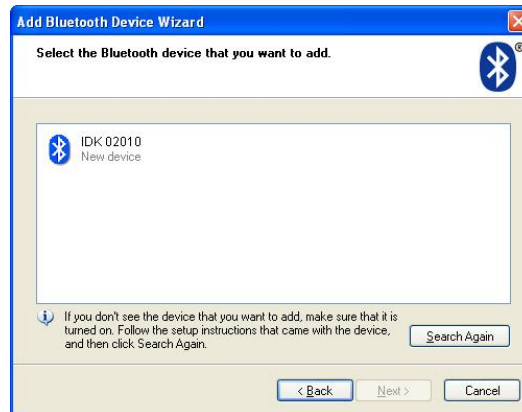 Add Bluetooth Device Wizard
Select the Bluetooth device that you want to add.
®
IDK 02010
New device
If you don't see the device that you want to add, make sure that it is
turned on. Follow the setup instructions that came with the device,
and then click Search Again.
Search Again
< Back
Next >
Cancel